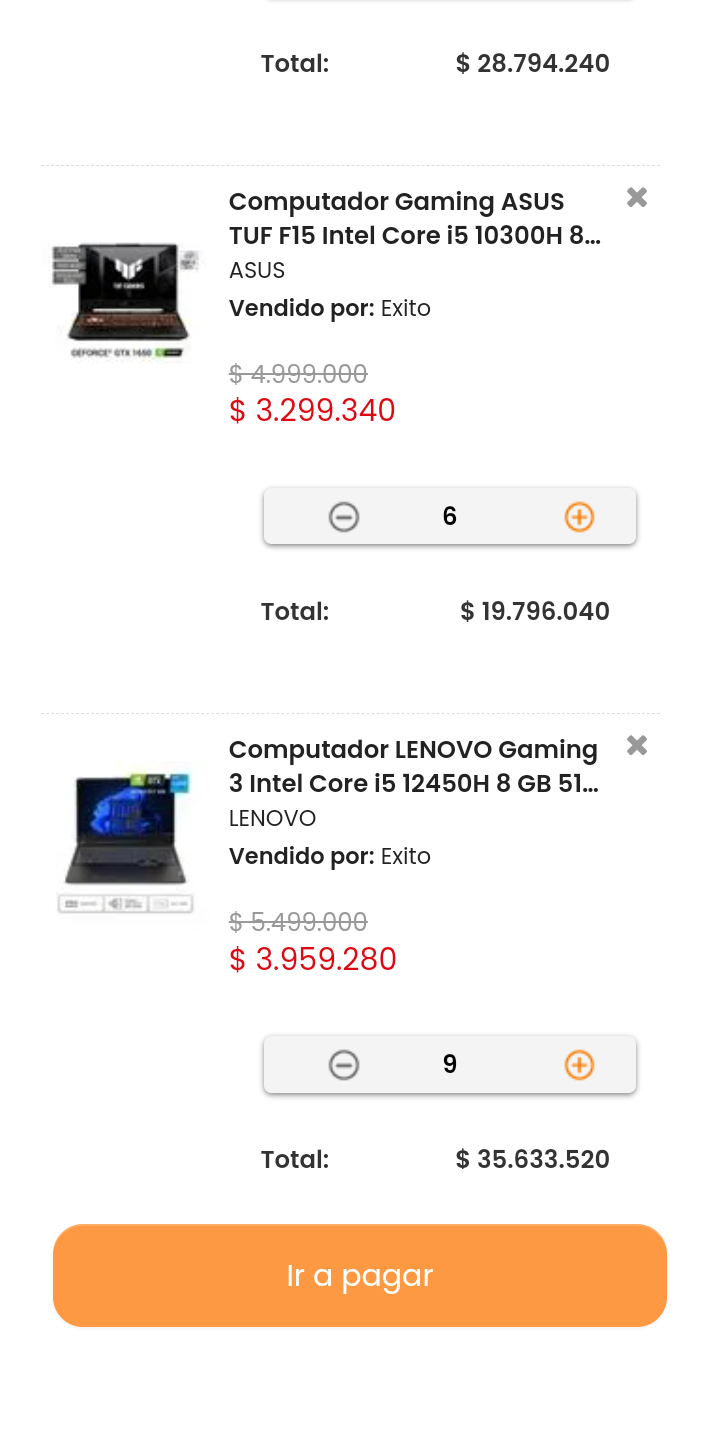 Total: $ 28.794.240
Computador Gaming ASUS
TUF F15 Intel Core i5 10300H 8...
ASUS
Vendido por: Exito
GEFORCE® GTX 1650
$ 4.999.000
$ 3.299.340
6
Total: $ 19.796.040
Computador LENOVO Gaming
3 Intel Core i5 12450H 8 GB 51...
LENOVO
Vendido por: Exito
$ 5.499.000
$ 3.959.280
9
Total: $ 35.633.520
Ir a pagar